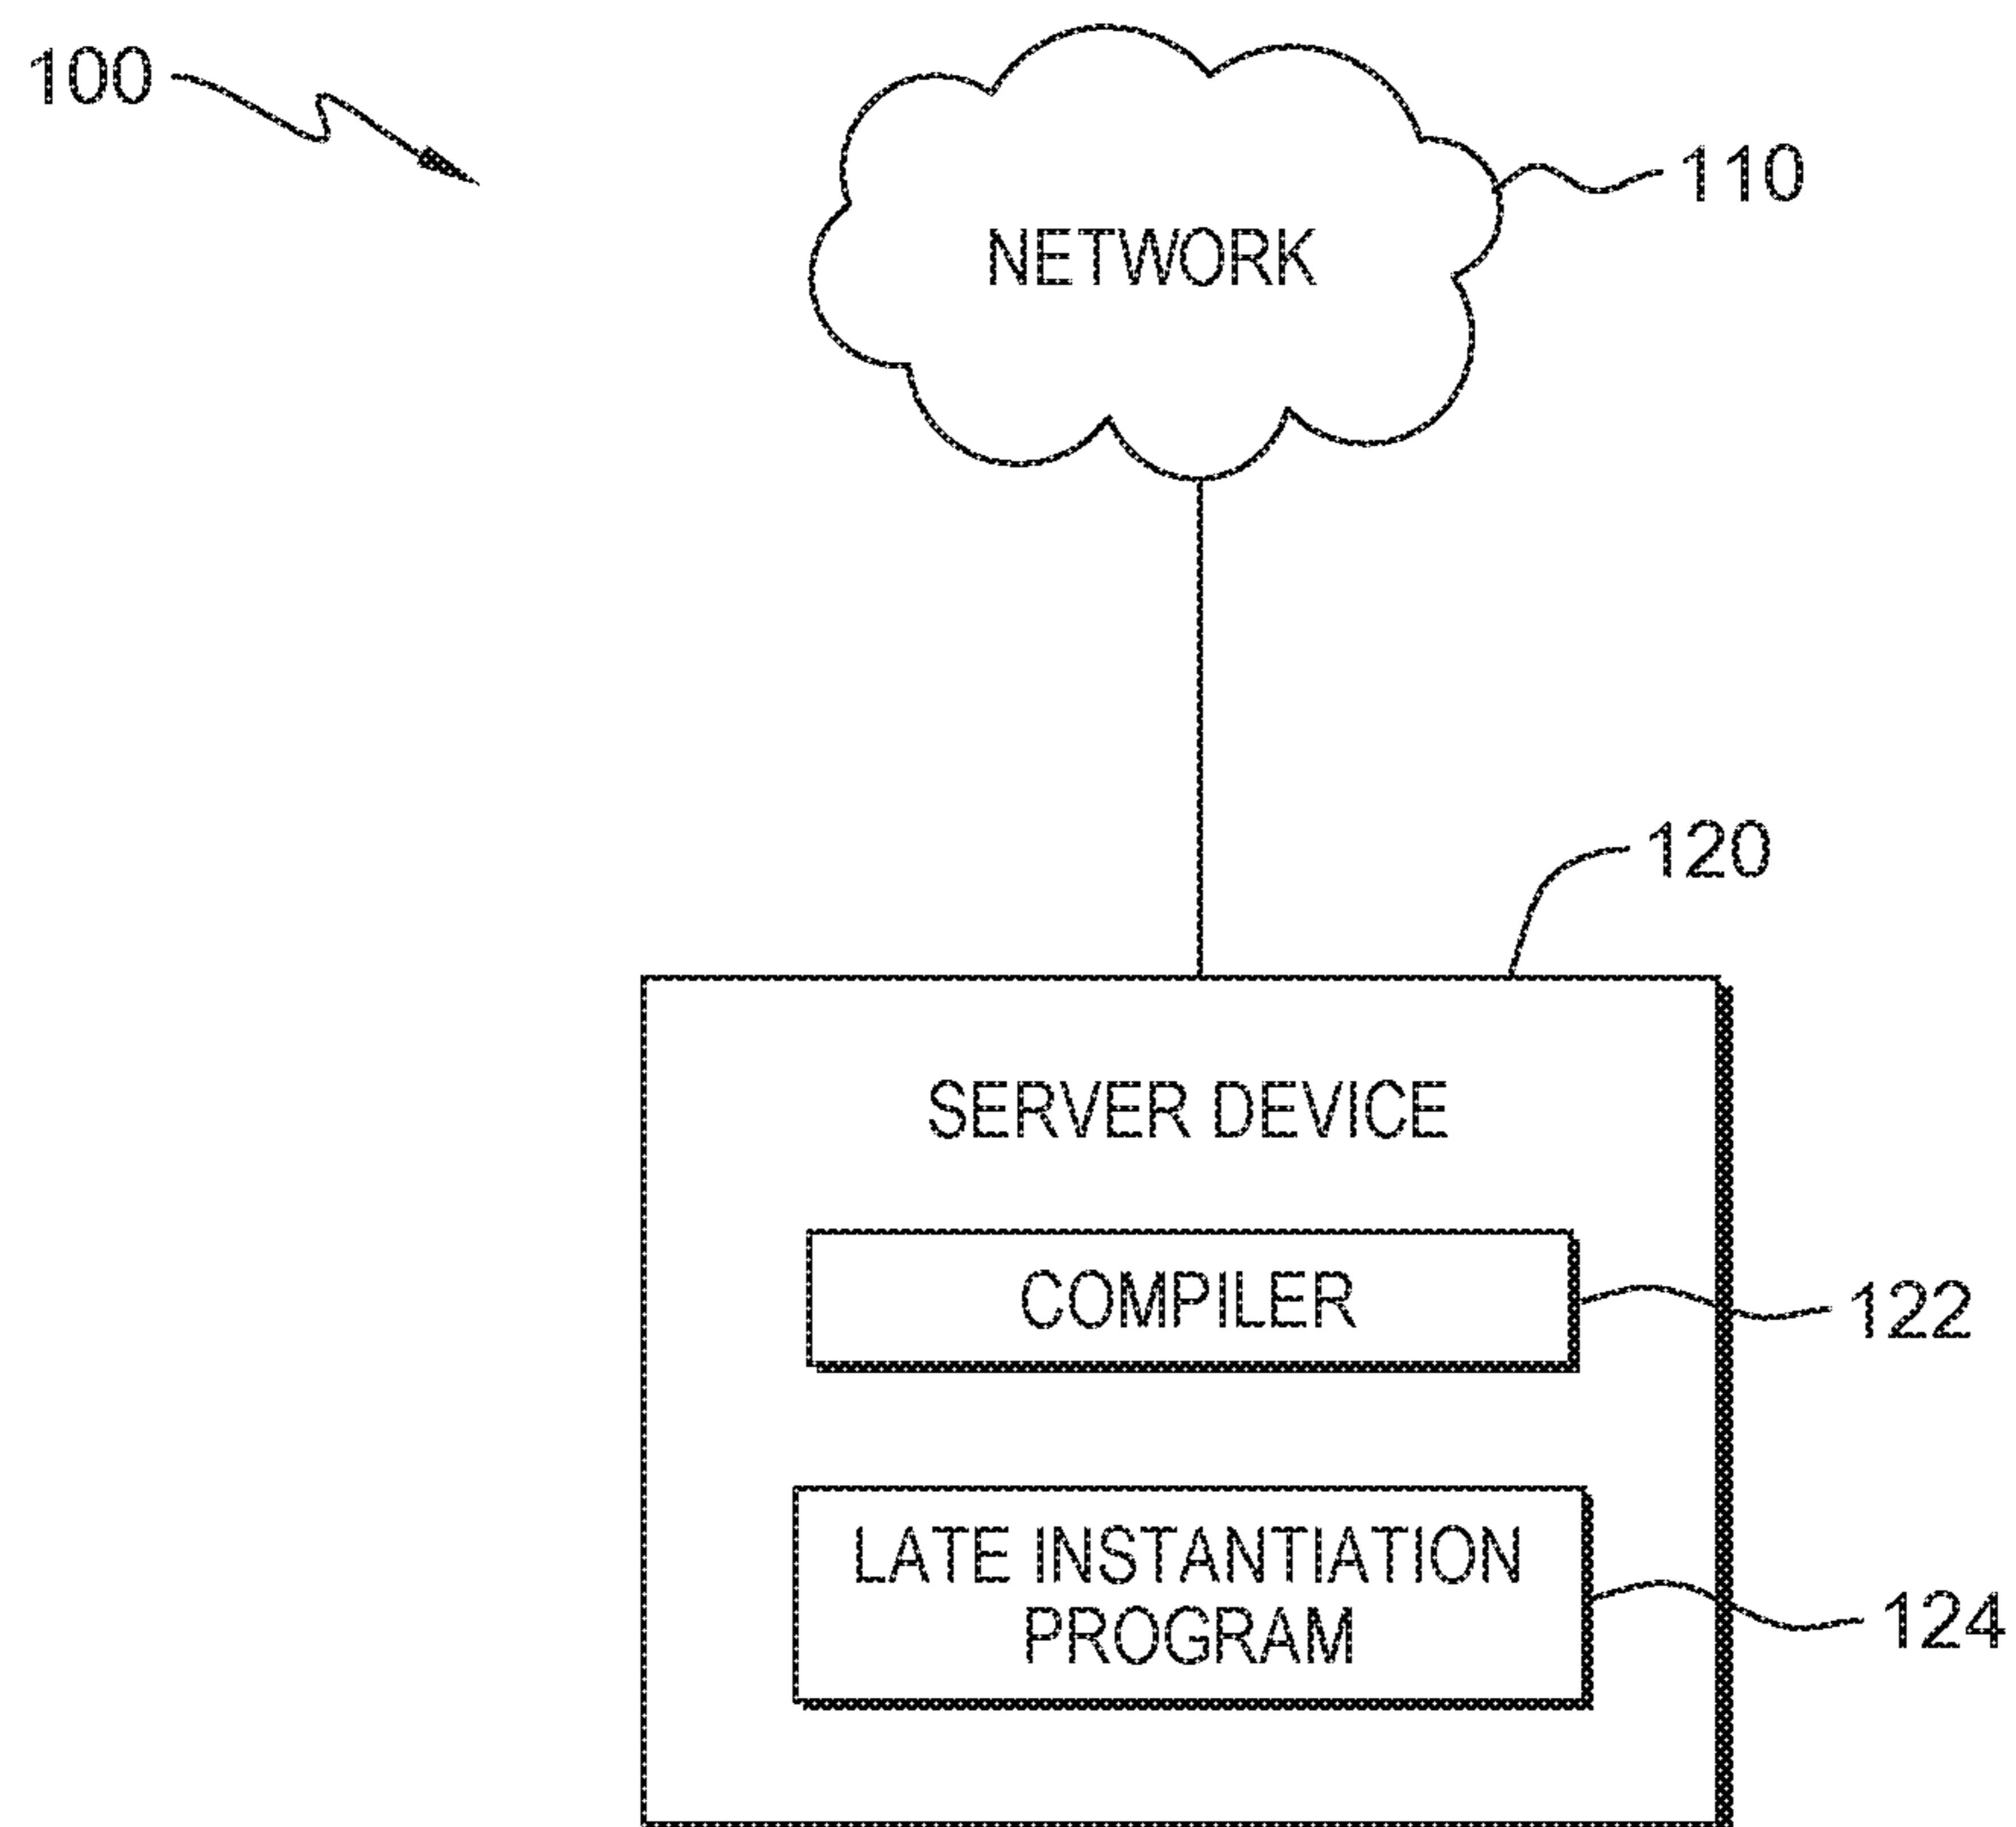 100
110
NETWORK
120
SERVER DEVICE
COMPILER
122
LATE INSTANTIATION
PROGRAM
124